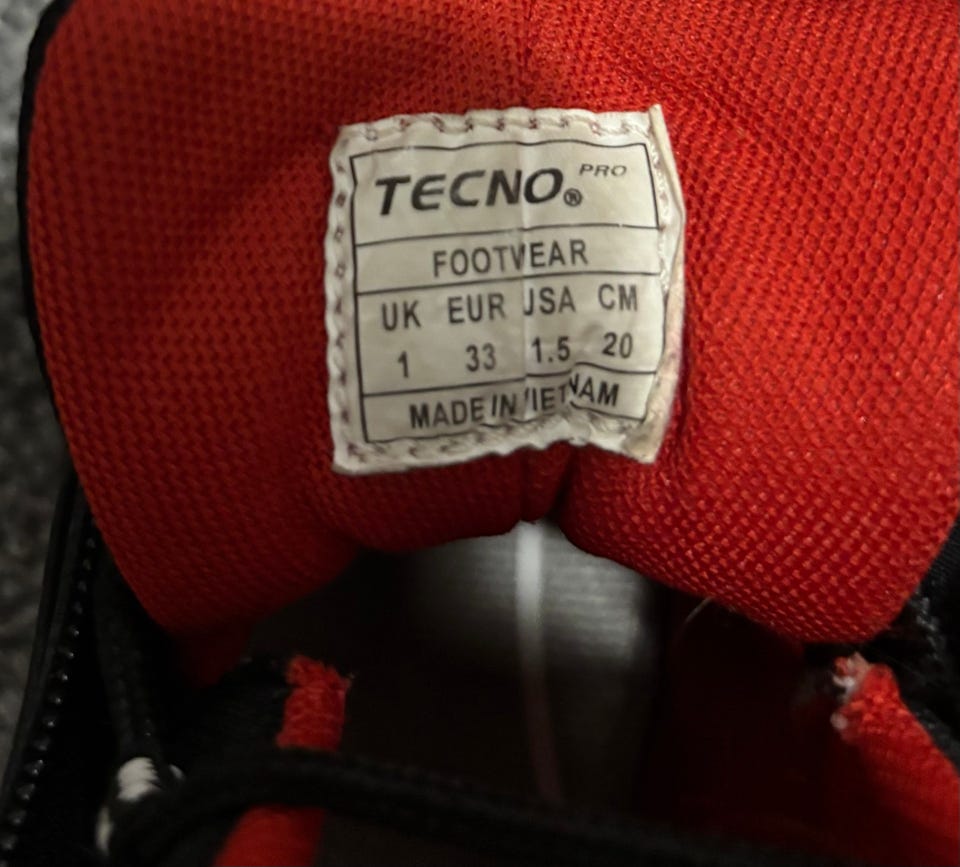 TECNO® PRO
FOOTWEAR
UK EUR USA CM
1 33 1.5 20
MADE IN VIETNAM